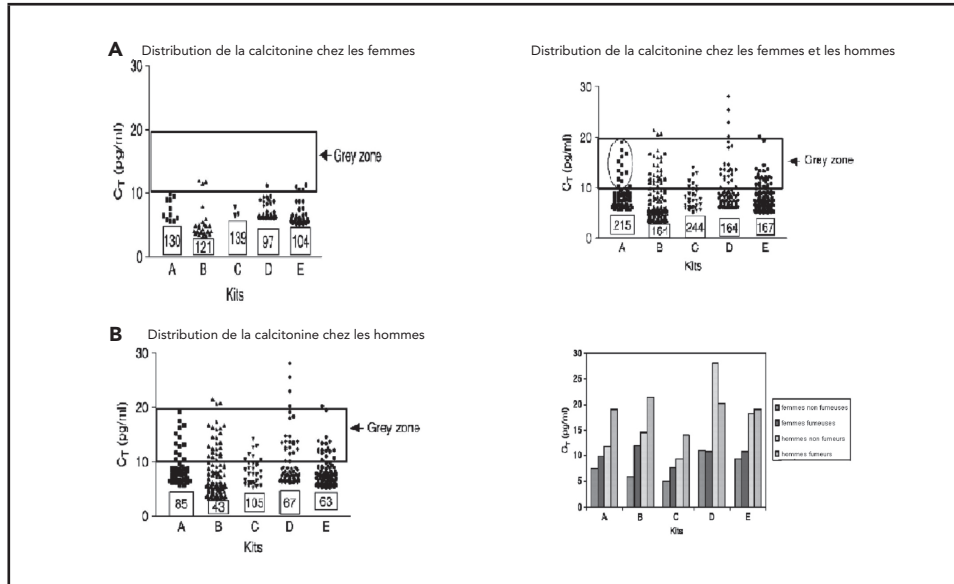 A Distribution de la calcitonine chez les femmes
30
20
10
0
C_T (pg/ml)
Grey zone
130 121 139 97 104
A B C D E
Kits
Distribution de la calcitonine chez les femmes et les hommes
30
20
10
0
C_T (pg/ml)
Grey zone
215 164 244 164 167
A B C D E
Kits
B Distribution de la calcitonine chez les hommes
30
20
10
0
C_T (pg/ml)
Grey zone
85 43 105 67 63
A B C D E
Kits
30
25
20
15
10
5
0
C_T (pg/ml)
A B C D E
Kits
femmes non fumeuses
femmes fumeuses
hommes non fumeurs
hommes fumeurs